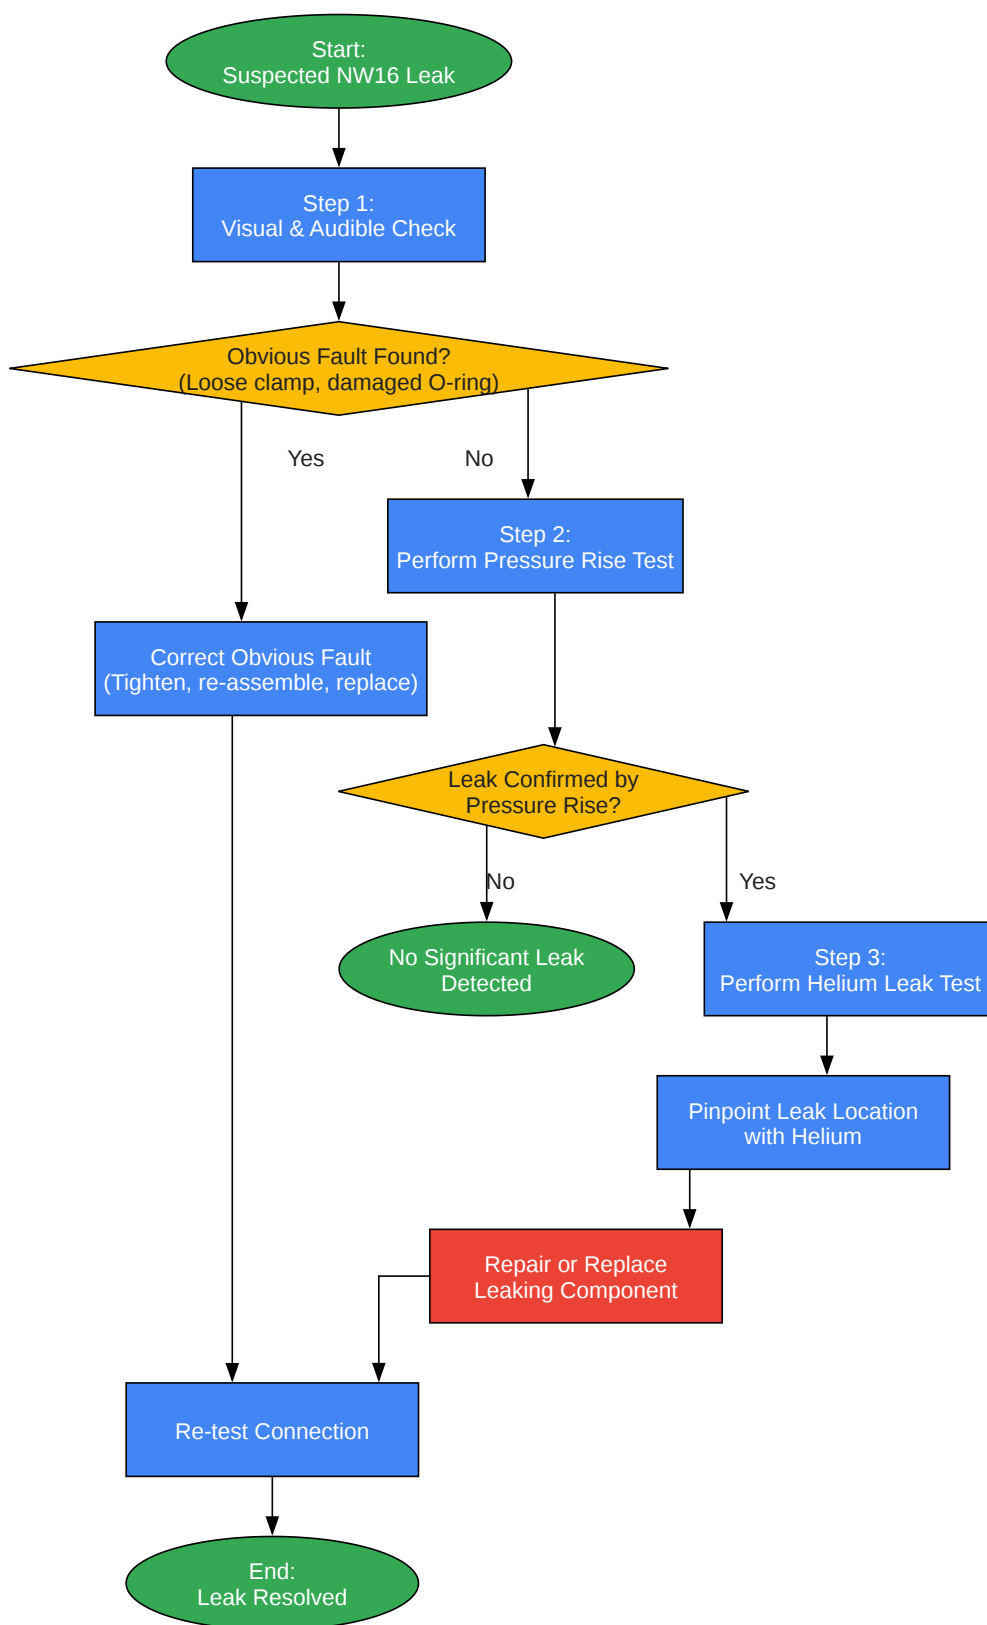 Start:
Suspected NW16 Leak
Step 1:
Visual & Audible Check
Obvious Fault Found?
(Loose clamp, damaged O-ring)
Yes
No
Step 2:
Perform Pressure Rise Test
Correct Obvious Fault
(Tighten, re-assemble, replace)
Leak Confirmed by
Pressure Rise?
No
Yes
No Significant Leak
Detected
Step 3:
Perform Helium Leak Test
Pinpoint Leak Location
with Helium
Repair or Replace
Leaking Component
Re-test Connection
End:
Leak Resolved